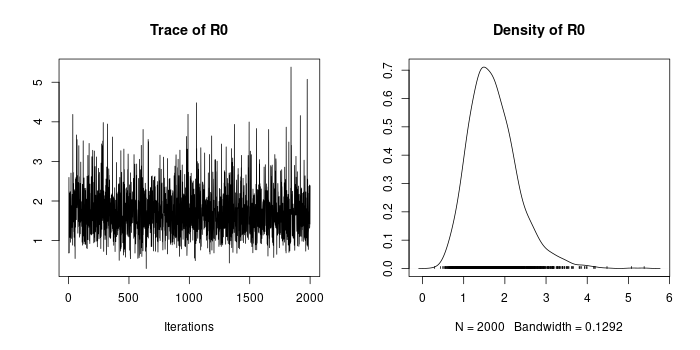 Trace of R0
5
4
3
2
1
0 500 1000 1500 2000
Iterations
Density of R0
0.7
0.6
0.5
0.4
0.3
0.2
0.1
0.0
0 1 2 3 4 5 6
N = 2000 Bandwidth = 0.1292